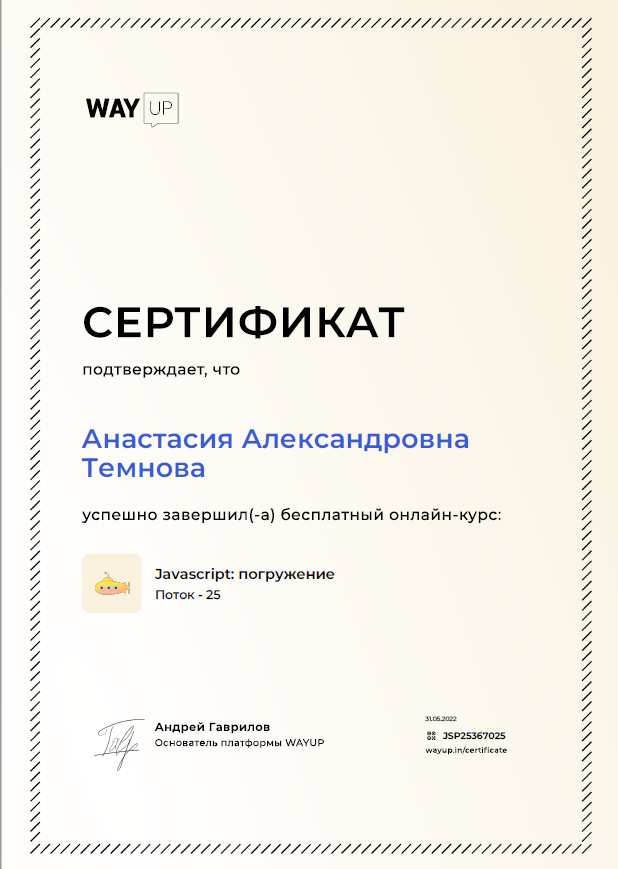 WAY UP
СЕРТИФИКАТ
подтверждает, что
Анастасия Александровна
Темнова
успешно завершил(-а) бесплатный онлайн-курс:
Javascript: погружение
Поток - 25
Андрей Гаврилов
Основатель платформы WAYUP
31.05.2022
JSP25367025
wayup.in/certificate